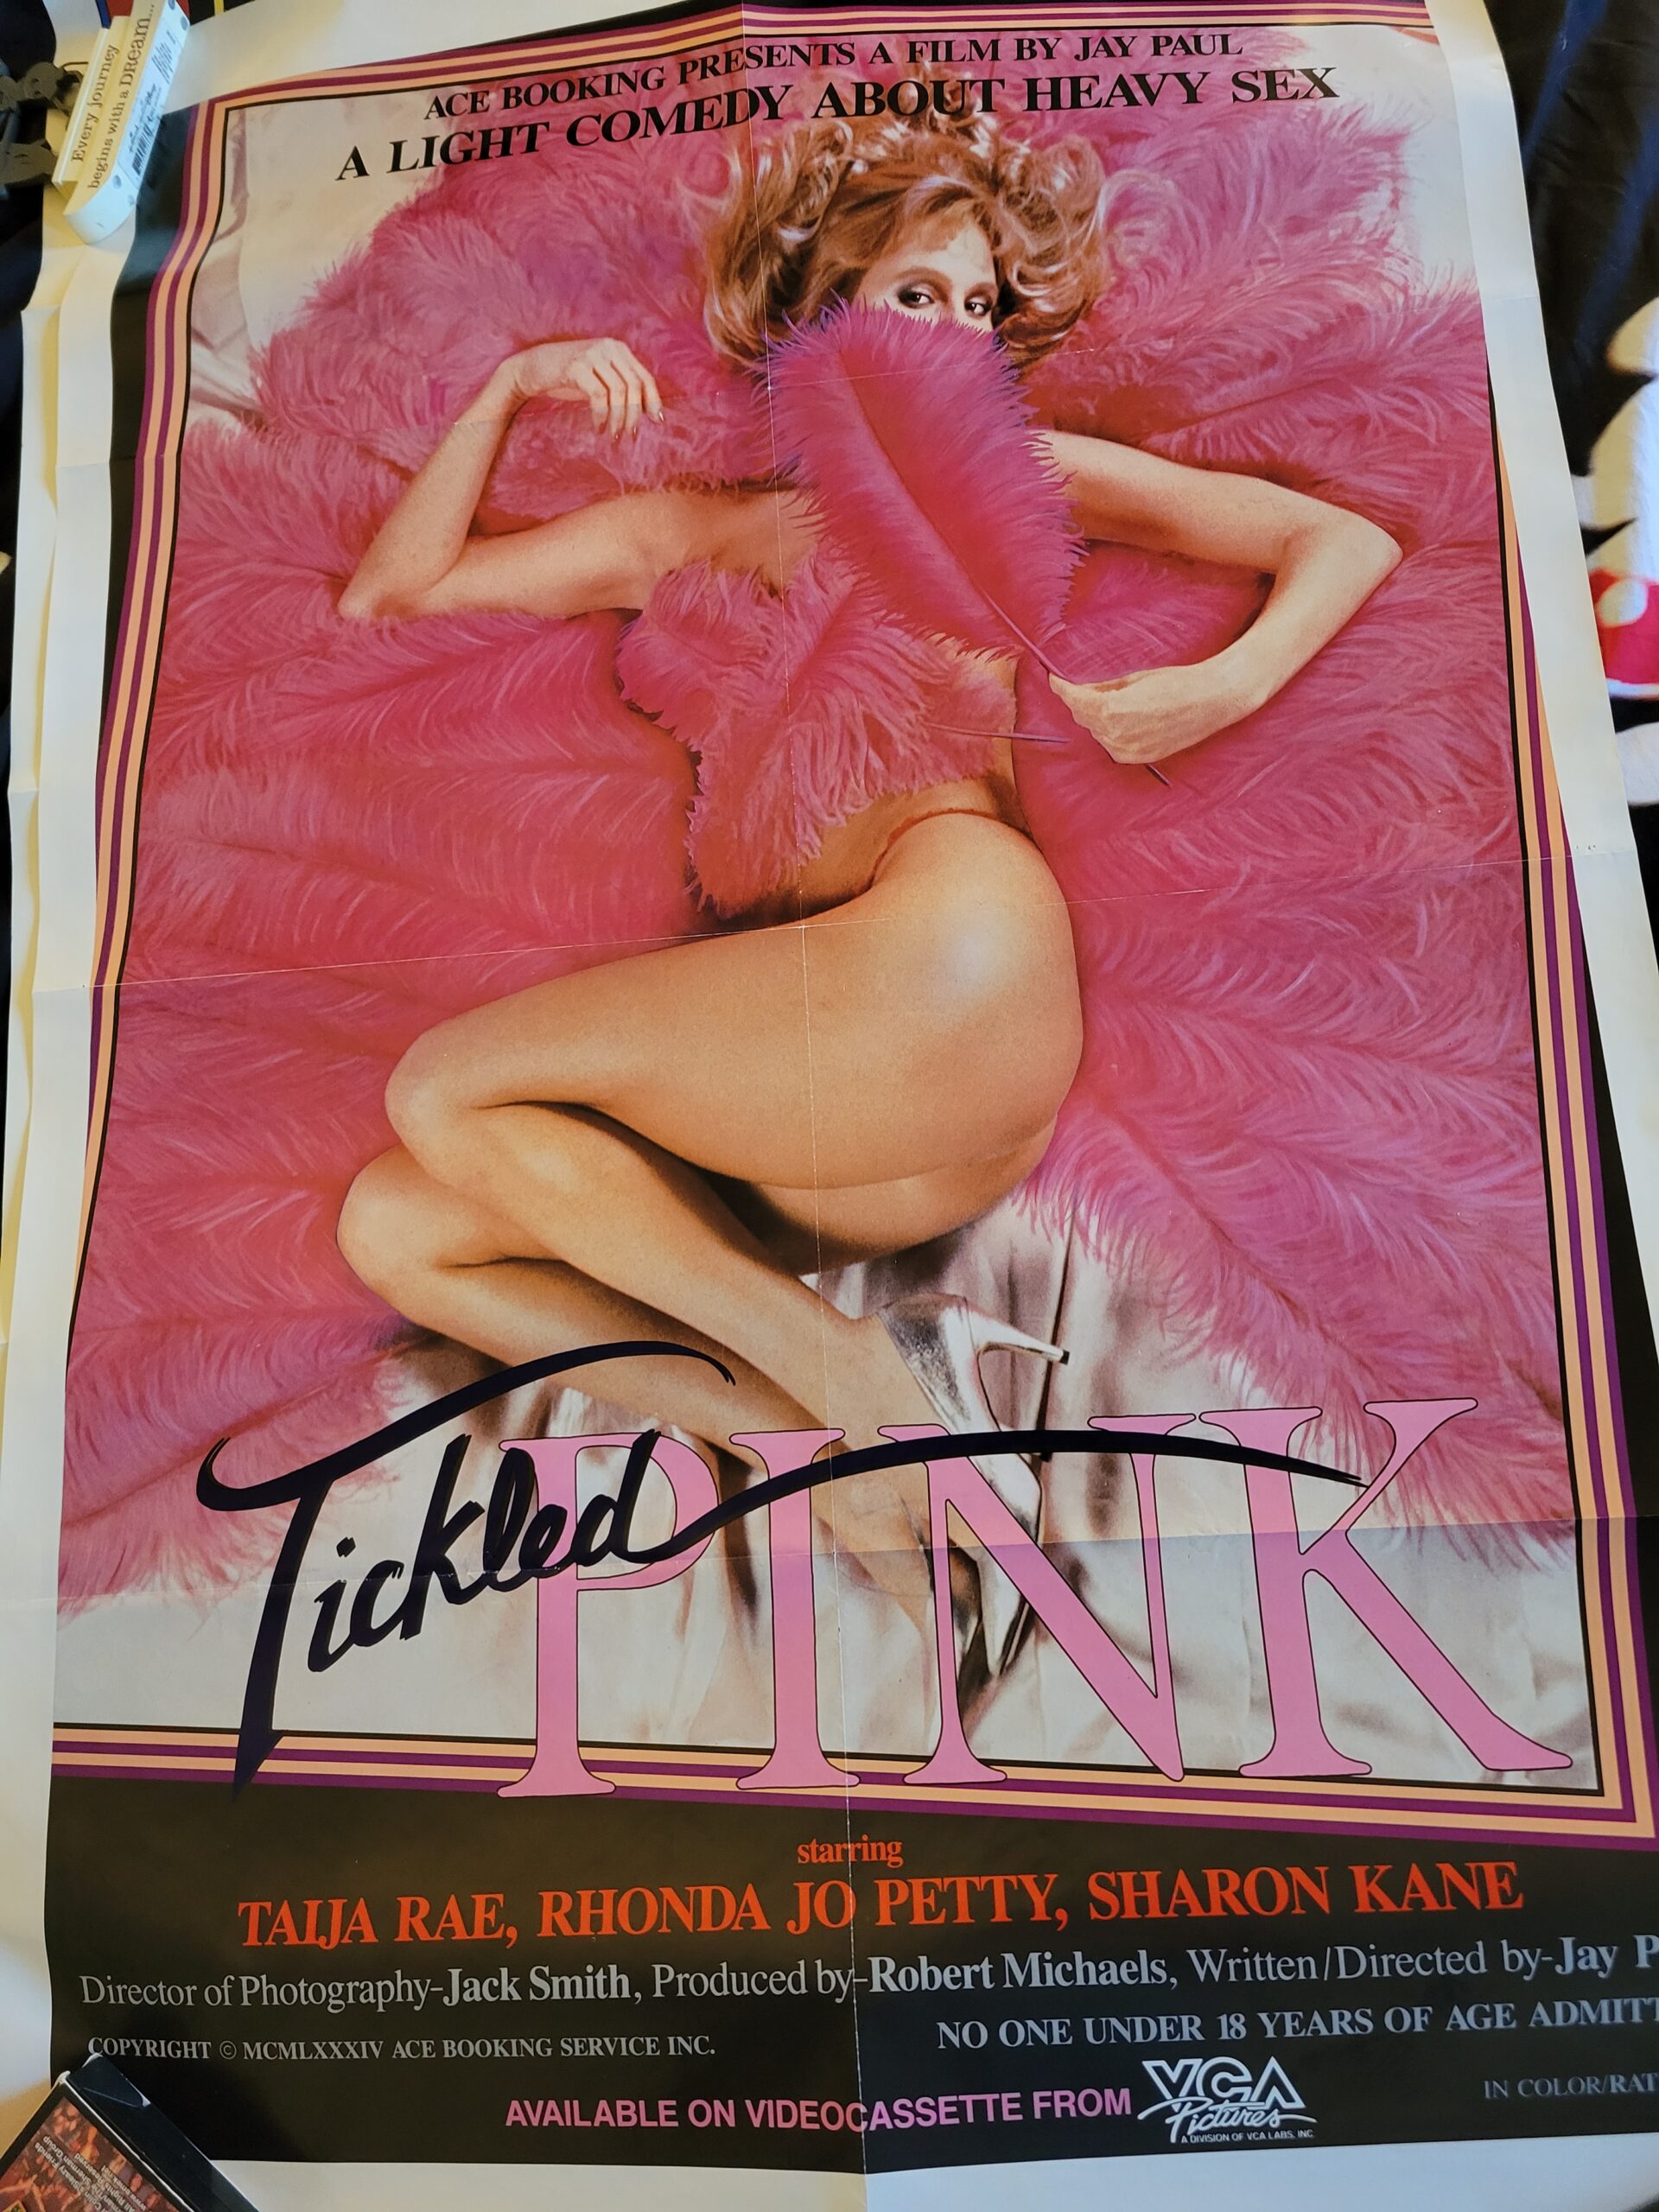 Every journey
begins with a DREAM...
ACE BOOKING PRESENTS A FILM BY JAY PAUL
A LIGHT COMEDY ABOUT HEAVY SEX
Tickled
PINK
starring
TAIJA RAE, RHONDA JO PETTY, SHARON KANE
Director of Photography-Jack Smith, Produced by-Robert Michaels, Written/Directed by-Jay P
COPYRIGHT © MCMLXXXIV ACE BOOKING SERVICE INC.
NO ONE UNDER 18 YEARS OF AGE ADMITT
IN COLOR/RAT
AVAILABLE ON VIDEOCASSETTE FROM
VCA
Pictures
A DIVISION OF VCA LABS, INC